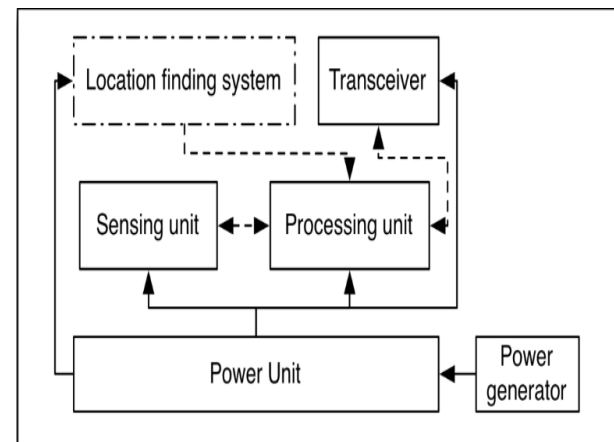 Location finding system
Transceiver
Sensing unit
Processing unit
Power Unit
Power
generator